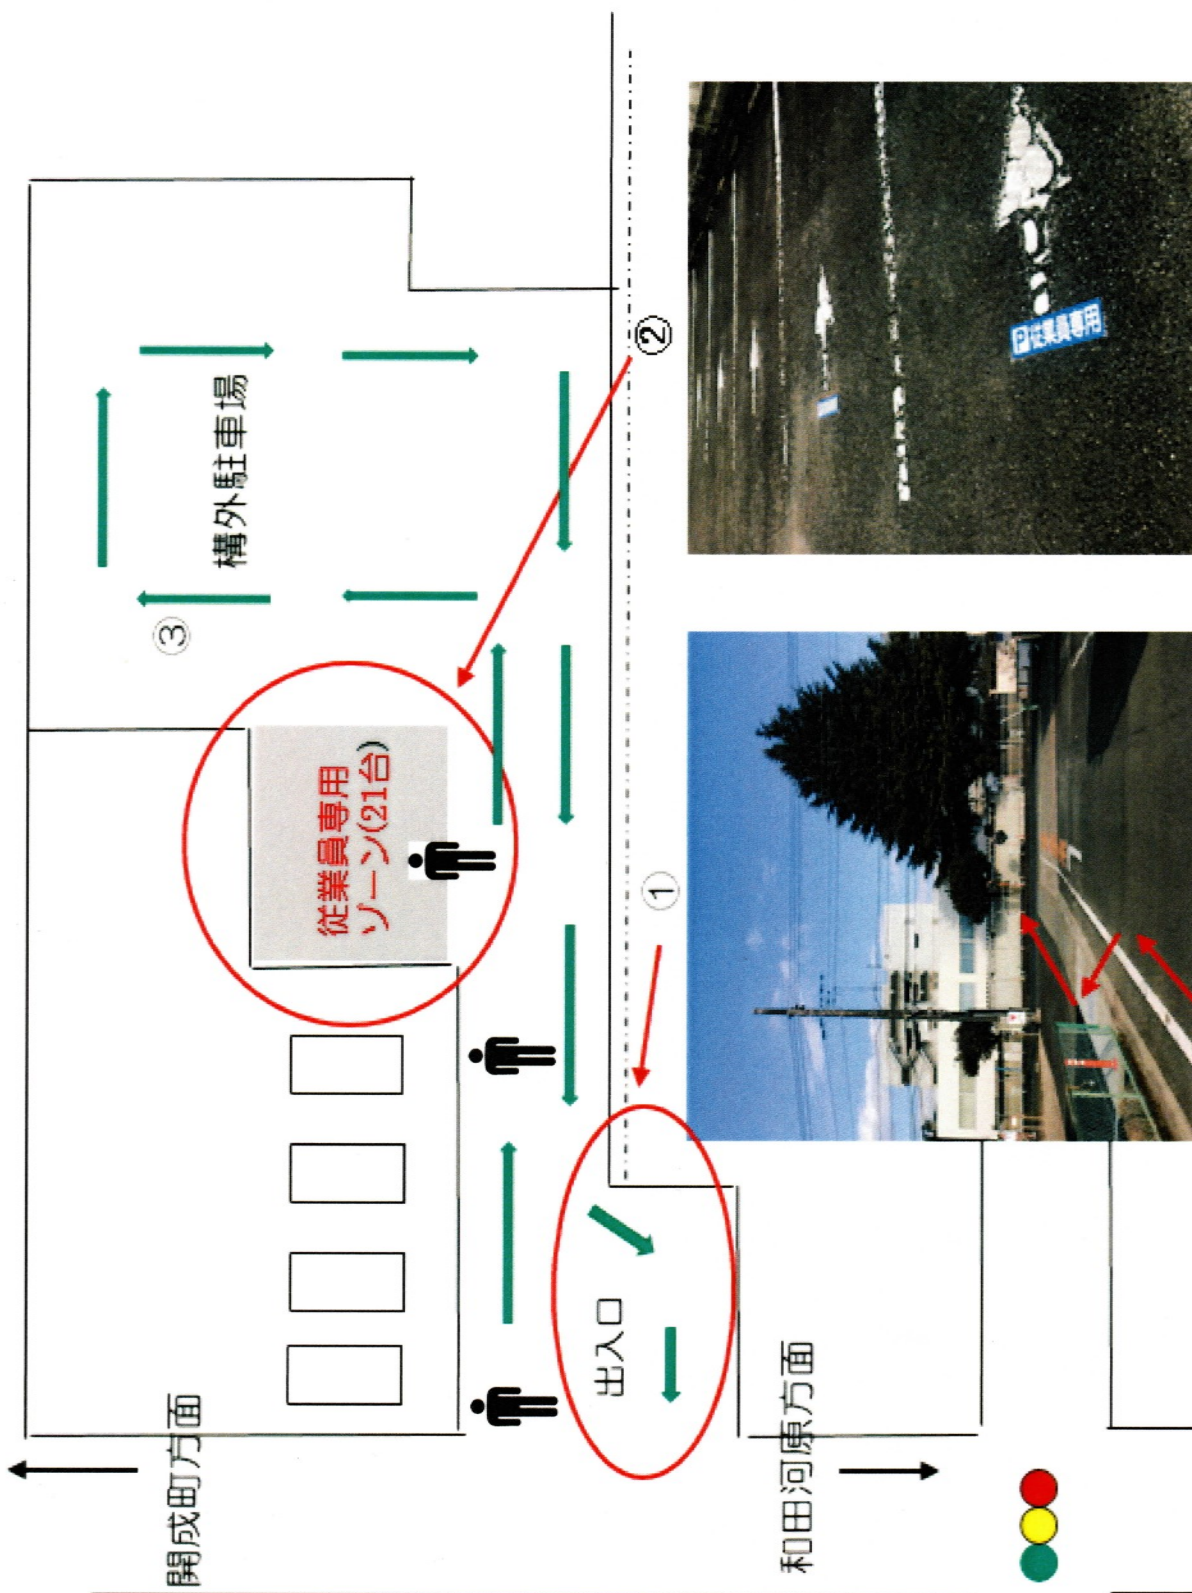 開成町方面
構外駐車場
③
従業員専用
ゾーン(21台)
②
①
出入口
和田河原方面
P従業員専用